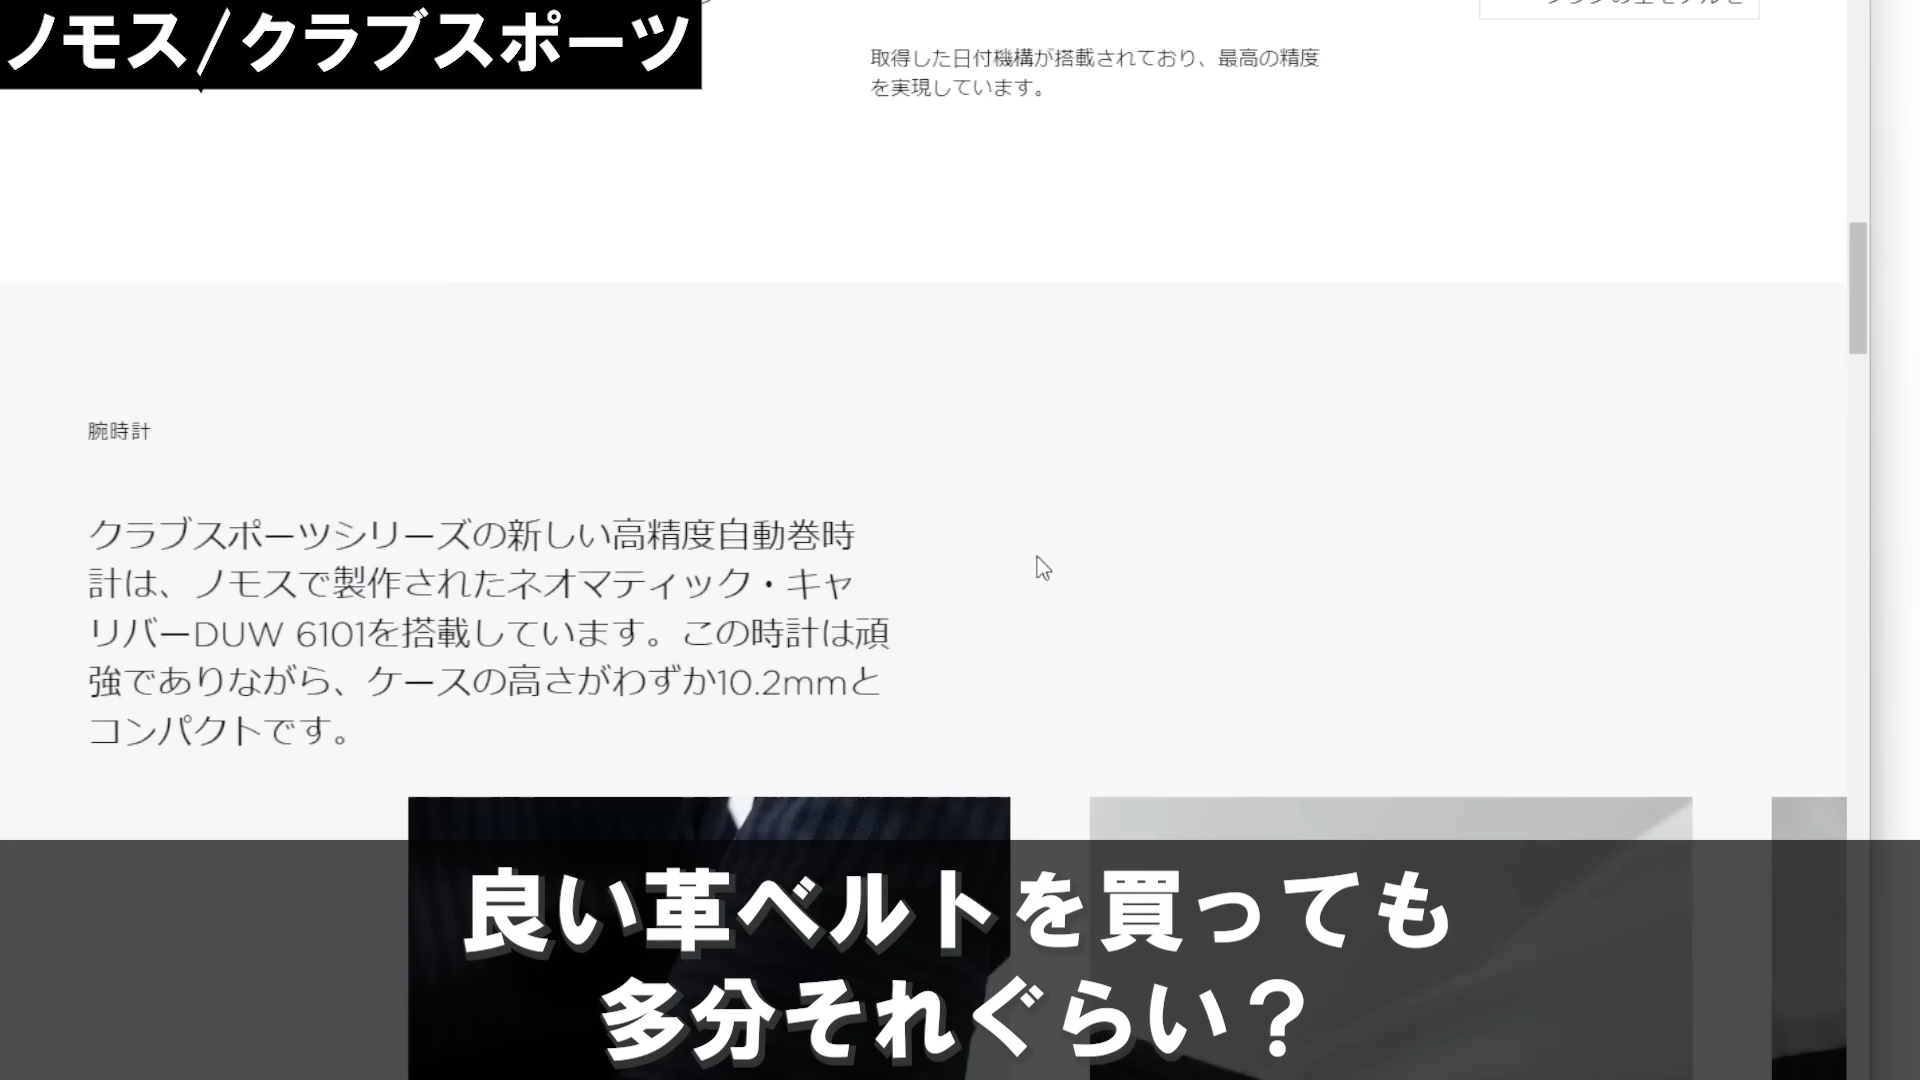 ノモス/クラブスポーツ
取得した日付機構が搭載されており、最高の精度
を実現しています。
腕時計
クラブスポーツシリーズの新しい高精度自動巻時
計は、ノモスで製作されたネオマティック・キャ
リバーDUW 6101を搭載しています。この時計は頑
強でありながら、ケースの高さがわずか10.2mmと
コンパクトです。
良い革ベルトを買っても
多分それぐらい？